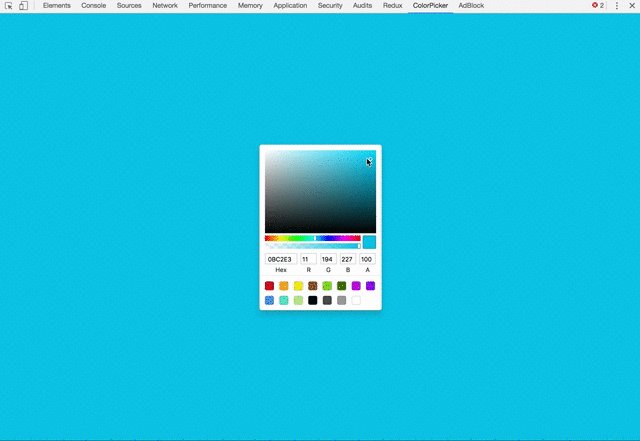 Elements Console Sources Network Performance Memory Application Security Audits Redux ColorPicker AdBlock 2
0BC2E3 11 194 227 100
Hex R G B A